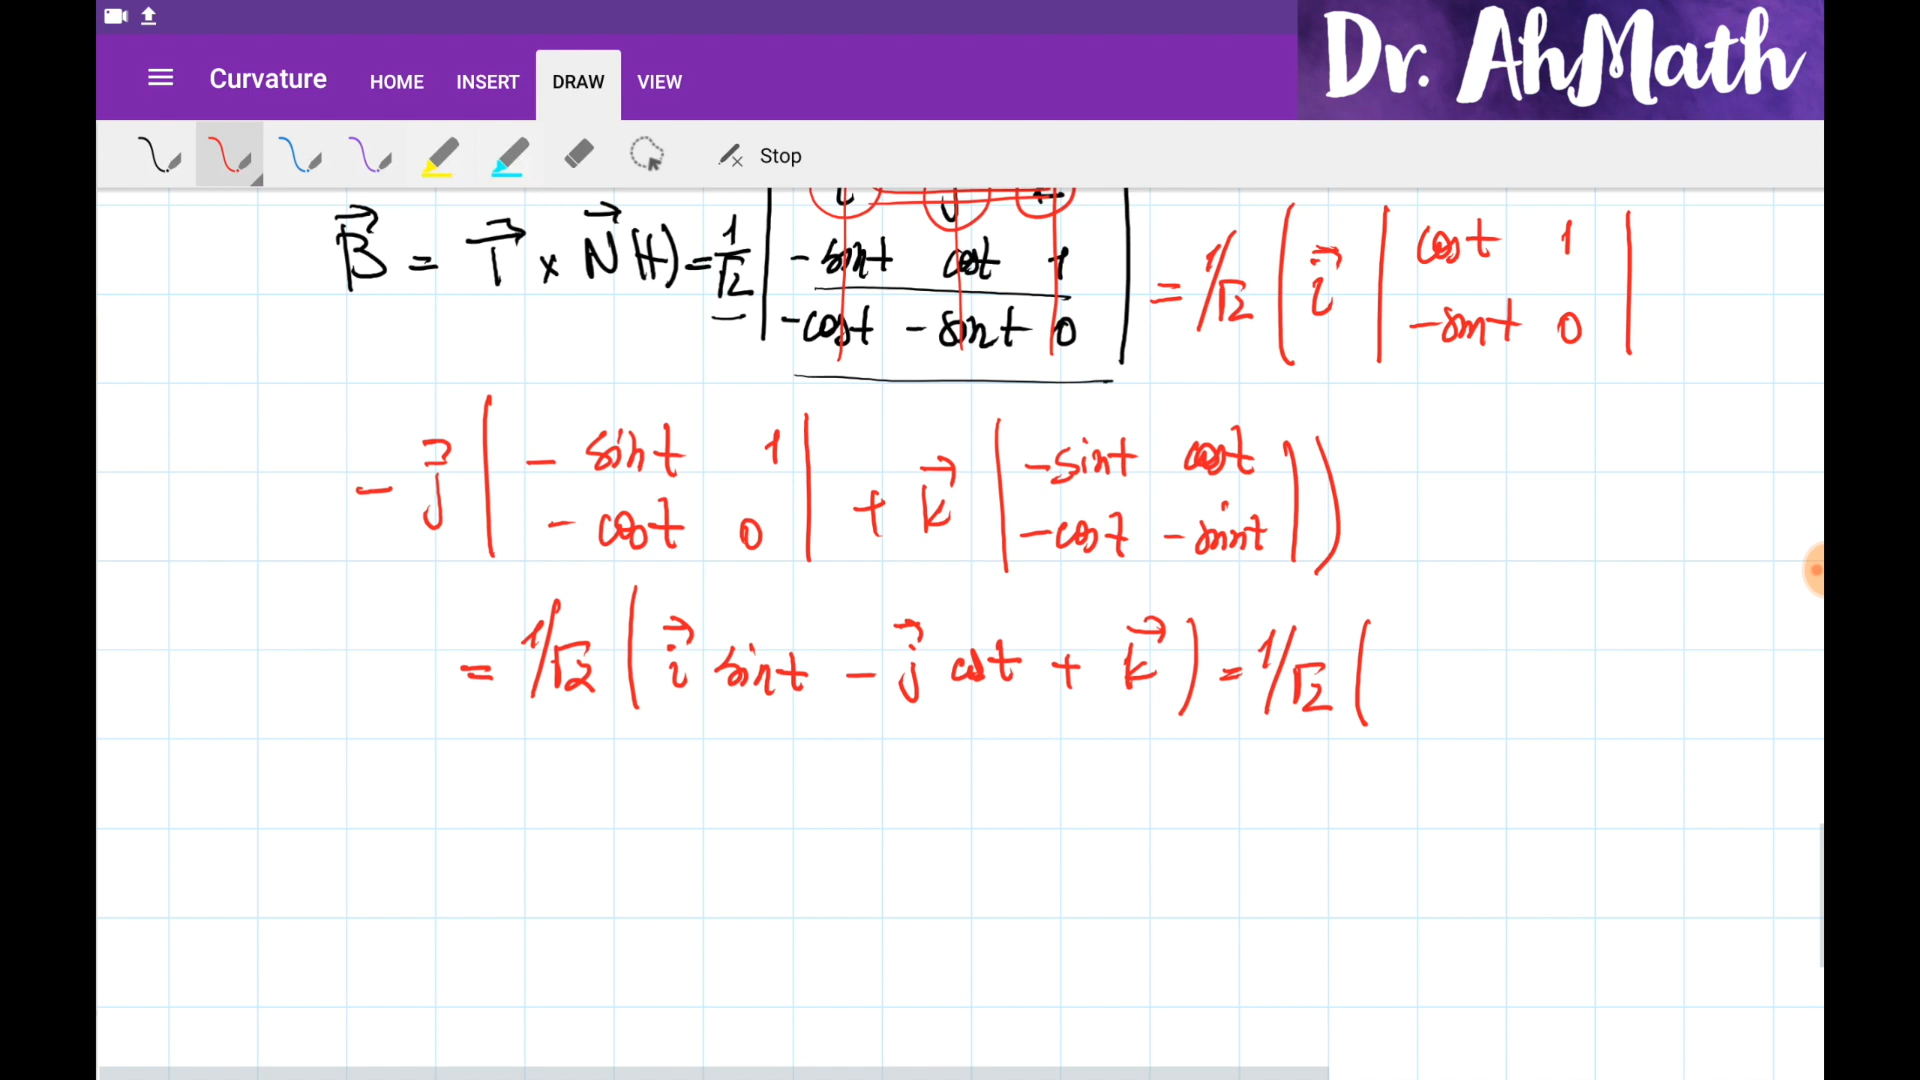 Dr. AhMath
Curvature HOME INSERT DRAW VIEW
Stop
B⃗ = T⃗ × N⃗(t) = 1/√2 | -sint cost 1 | = 1/√2 ( i⃗ | cost 1 |
-cost -sint 0 -sint 0
- j⃗ | -sint 1 | + k⃗ | -sint cost | )
-cost 0 -cost -sint
= 1/√2 ( i⃗ sint - j⃗ cost + k⃗ ) = 1/√2 (